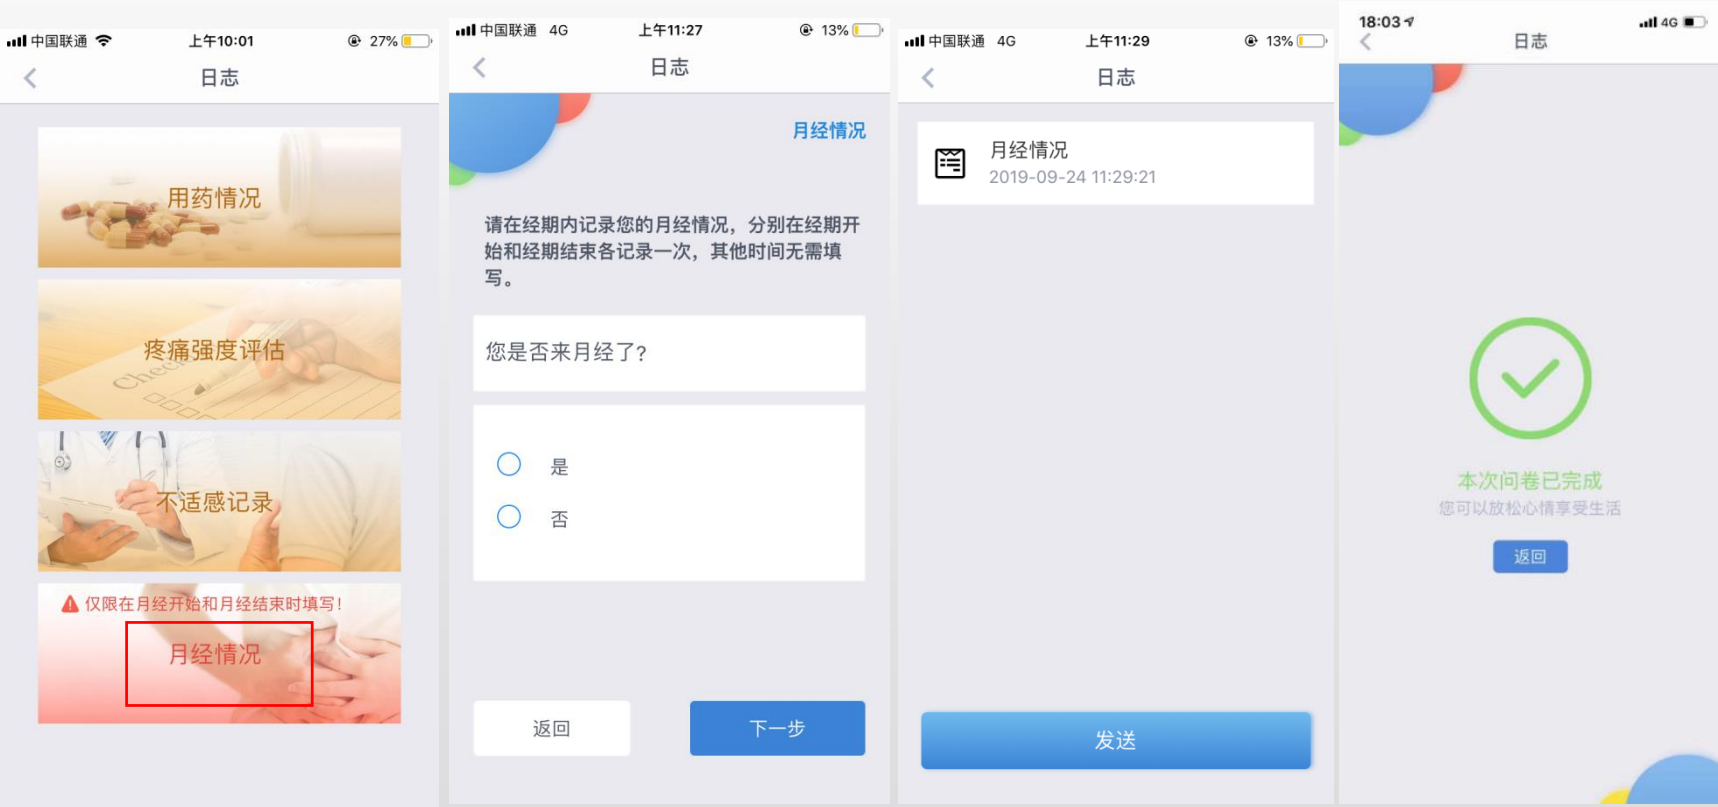 中国联通
上午10:01
27%
日志
用药情况
Check
疼痛强度评估
不适感记录
仅限在月经开始和月经结束时填写!
月经情况
中国联通 4G
上午11:27
13%
日志
月经情况
请在经期内记录您的月经情况，分别在经期开
始和经期结束各记录一次，其他时间无需填
写。
您是否来月经了?
是
否
返回
下一步
中国联通 4G
上午11:29
13%
日志
月经情况
2019-09-24 11:29:21
发送
18:03
4G
日志
本次问卷已完成
您可以放松心情享受生活
返回